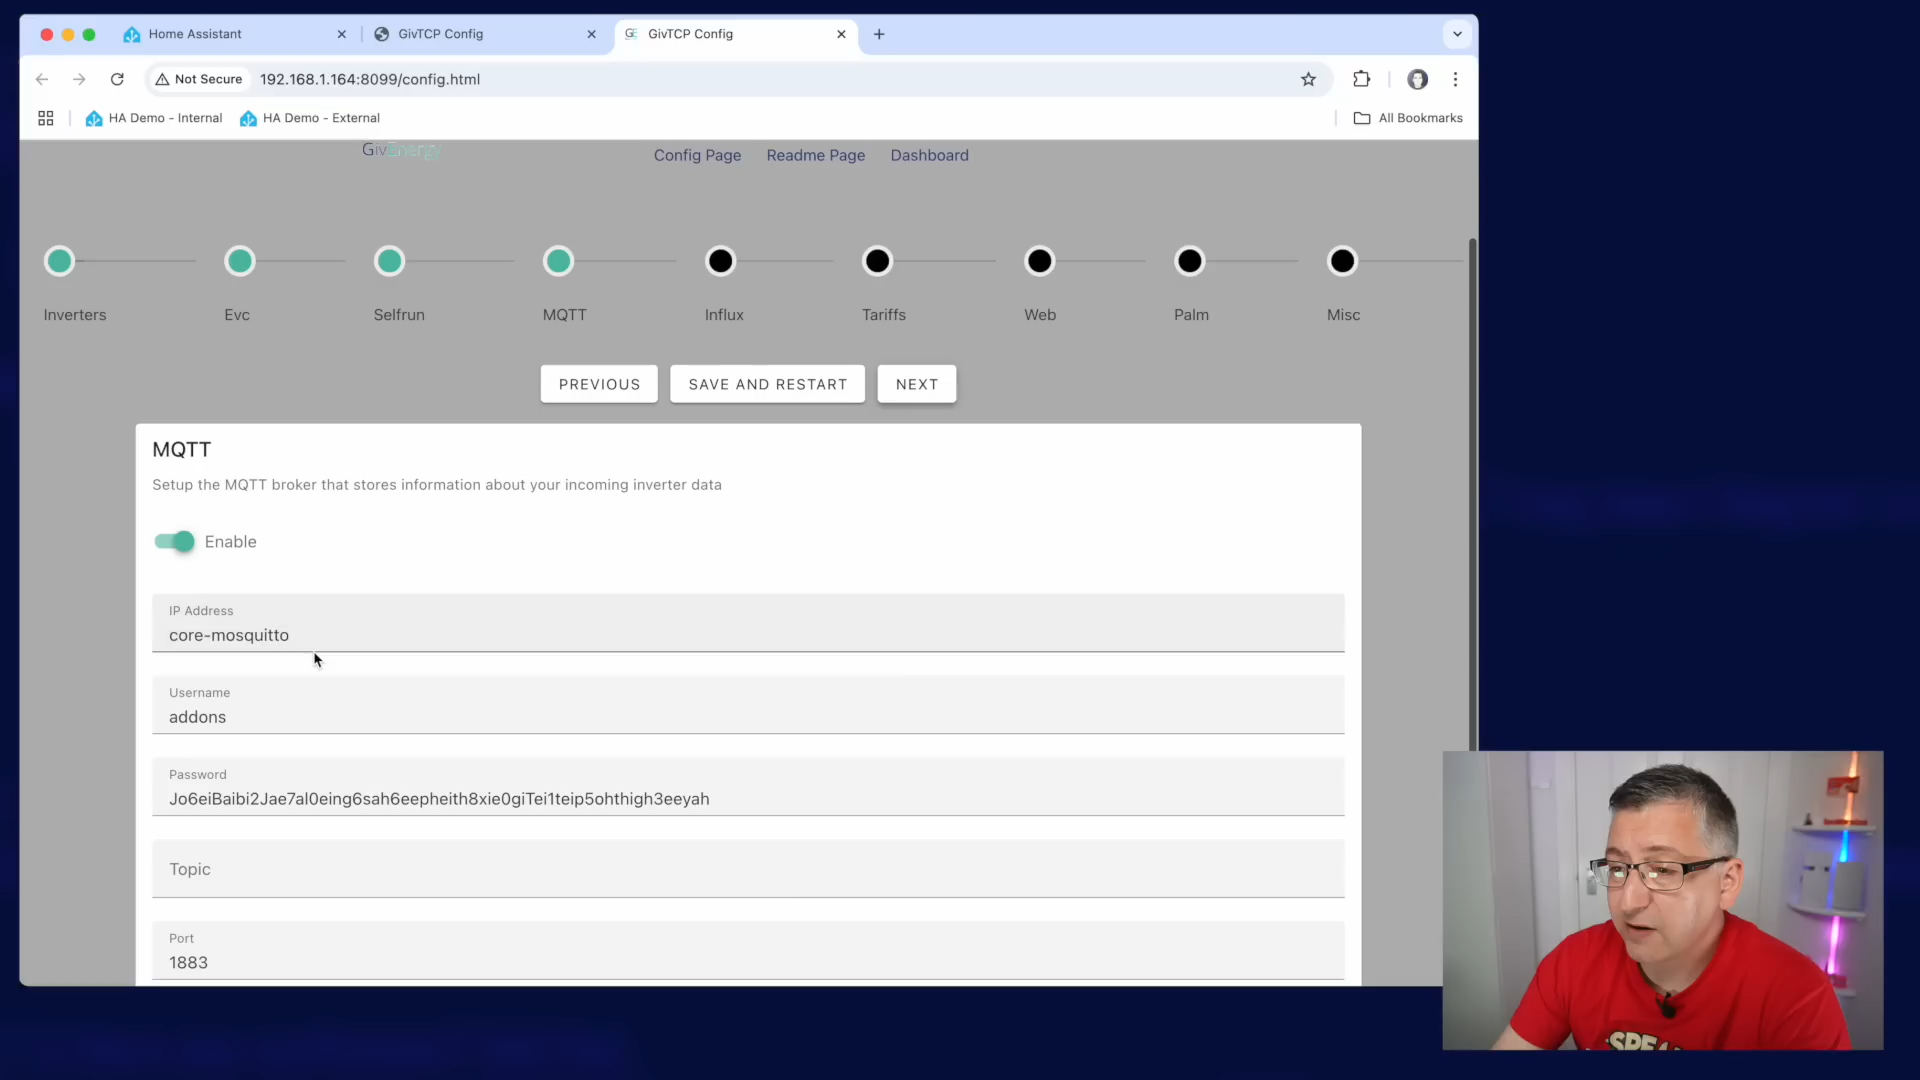 Home Assistant
GivTCP Config
GE GivTCP Config
Not Secure 192.168.1.164:8099/config.html
HA Demo - Internal
HA Demo - External
All Bookmarks
GivEnergy
Config Page
Readme Page
Dashboard
Inverters
Evc
Selfrun
MQTT
Influx
Tariffs
Web
Palm
Misc
PREVIOUS
SAVE AND RESTART
NEXT
MQTT
Setup the MQTT broker that stores information about your incoming inverter data
Enable
IP Address
core-mosquitto
Username
addons
Password
Jo6eiBaibi2Jae7al0eing6sah6eepheith8xie0giTei1teip5ohthigh3eeyah
Topic
Port
1883